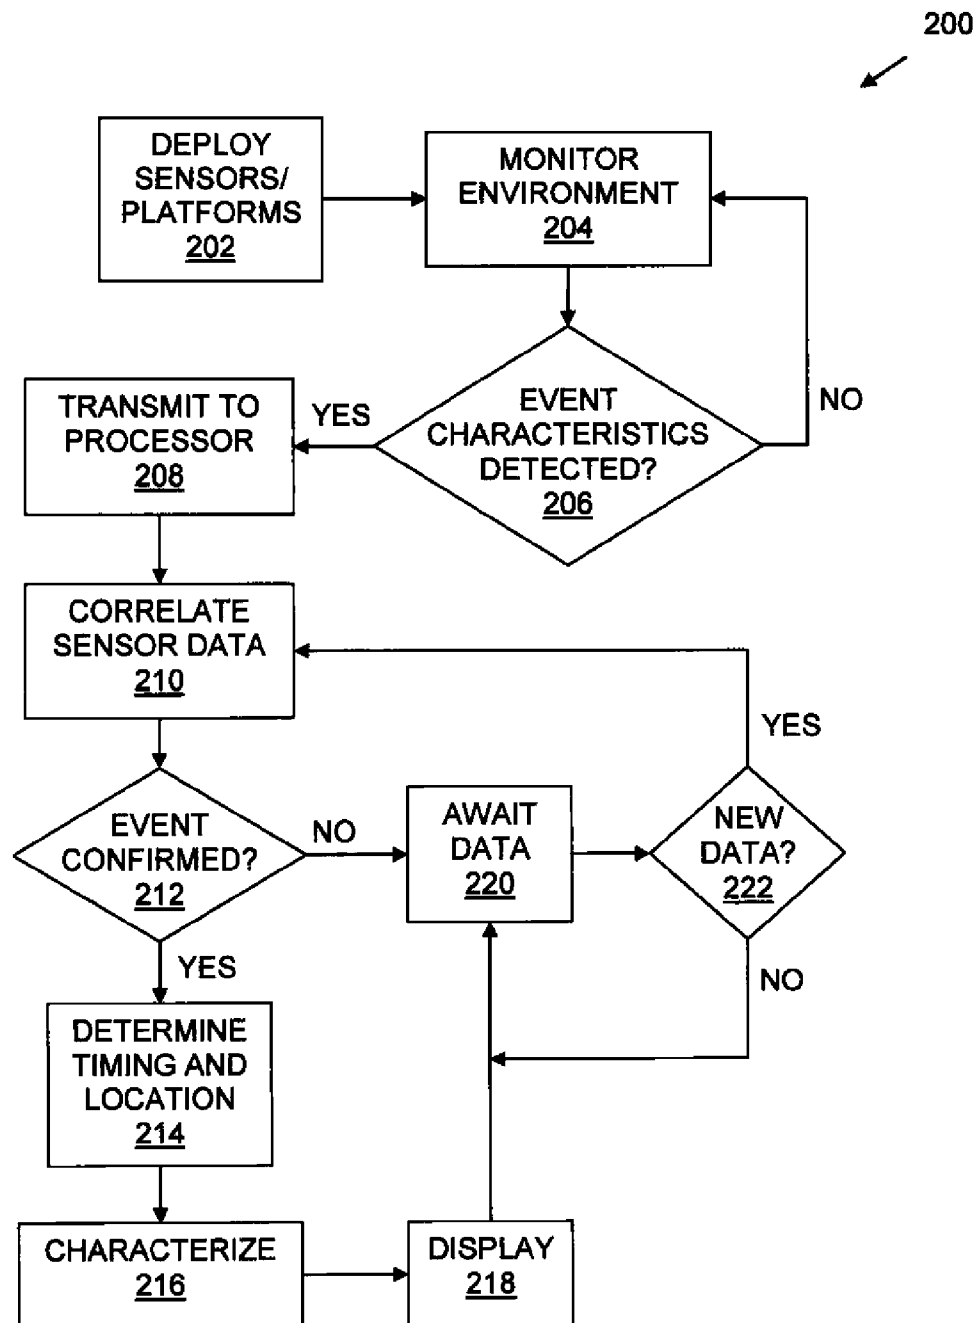 200
DEPLOY
SENSORS/
PLATFORMS
202
MONITOR
ENVIRONMENT
204
EVENT
CHARACTERISTICS
DETECTED?
206
NO
YES
TRANSMIT TO
PROCESSOR
208
CORRELATE
SENSOR DATA
210
EVENT
CONFIRMED?
212
NO
AWAIT
DATA
220
NEW
DATA?
222
YES
NO
YES
DETERMINE
TIMING AND
LOCATION
214
CHARACTERIZE
216
DISPLAY
218